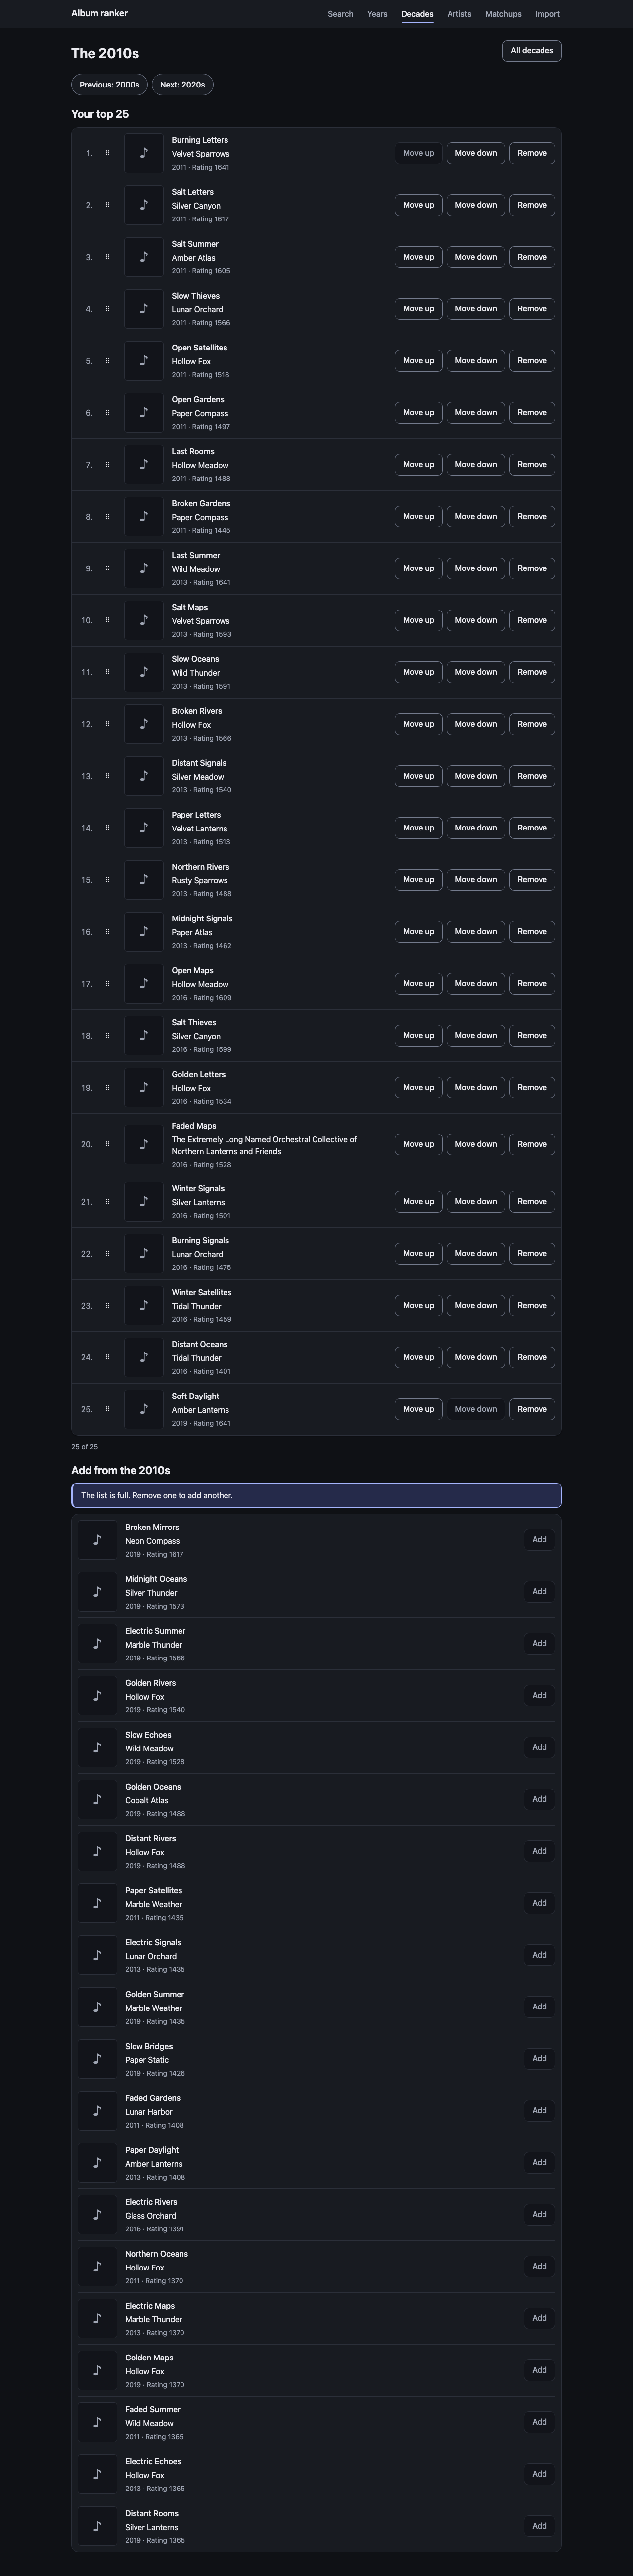 Album ranker
Search Years Decades Artists Matchups Import
The 2010s
All decades
Previous: 2000s Next: 2020s
Your top 25
1. Burning Letters
Velvet Sparrows
2011 · Rating 1641
Move up Move down Remove
2. Salt Letters
Silver Canyon
2011 · Rating 1617
Move up Move down Remove
3. Salt Summer
Amber Atlas
2011 · Rating 1605
Move up Move down Remove
4. Slow Thieves
Lunar Orchard
2011 · Rating 1566
Move up Move down Remove
5. Open Satellites
Hollow Fox
2011 · Rating 1518
Move up Move down Remove
6. Open Gardens
Paper Compass
2011 · Rating 1497
Move up Move down Remove
7. Last Rooms
Hollow Meadow
2011 · Rating 1488
Move up Move down Remove
8. Broken Gardens
Paper Compass
2011 · Rating 1445
Move up Move down Remove
9. Last Summer
Wild Meadow
2013 · Rating 1641
Move up Move down Remove
10. Salt Maps
Velvet Sparrows
2013 · Rating 1593
Move up Move down Remove
11. Slow Oceans
Wild Thunder
2013 · Rating 1591
Move up Move down Remove
12. Broken Rivers
Hollow Fox
2013 · Rating 1566
Move up Move down Remove
13. Distant Signals
Silver Meadow
2013 · Rating 1540
Move up Move down Remove
14. Paper Letters
Velvet Lanterns
2013 · Rating 1513
Move up Move down Remove
15. Northern Rivers
Rusty Sparrows
2013 · Rating 1488
Move up Move down Remove
16. Midnight Signals
Paper Atlas
2013 · Rating 1462
Move up Move down Remove
17. Open Maps
Hollow Meadow
2016 · Rating 1609
Move up Move down Remove
18. Salt Thieves
Silver Canyon
2016 · Rating 1599
Move up Move down Remove
19. Golden Letters
Hollow Fox
2016 · Rating 1534
Move up Move down Remove
20. Faded Maps
The Extremely Long Named Orchestral Collective of
Northern Lanterns and Friends
2016 · Rating 1528
Move up Move down Remove
21. Winter Signals
Silver Lanterns
2016 · Rating 1501
Move up Move down Remove
22. Burning Signals
Lunar Orchard
2016 · Rating 1475
Move up Move down Remove
23. Winter Satellites
Tidal Thunder
2016 · Rating 1459
Move up Move down Remove
24. Distant Oceans
Tidal Thunder
2016 · Rating 1401
Move up Move down Remove
25. Soft Daylight
Amber Lanterns
2019 · Rating 1641
Move up Move down Remove
25 of 25
Add from the 2010s
The list is full. Remove one to add another.
Broken Mirrors
Neon Compass
2019 · Rating 1617
Add
Midnight Oceans
Silver Thunder
2019 · Rating 1573
Add
Electric Summer
Marble Thunder
2019 · Rating 1566
Add
Golden Rivers
Hollow Fox
2019 · Rating 1540
Add
Slow Echoes
Wild Meadow
2019 · Rating 1528
Add
Golden Oceans
Cobalt Atlas
2019 · Rating 1488
Add
Distant Rivers
Hollow Fox
2019 · Rating 1488
Add
Paper Satellites
Marble Weather
2011 · Rating 1435
Add
Electric Signals
Lunar Orchard
2013 · Rating 1435
Add
Golden Summer
Marble Weather
2019 · Rating 1435
Add
Slow Bridges
Paper Static
2019 · Rating 1426
Add
Faded Gardens
Lunar Harbor
2011 · Rating 1408
Add
Paper Daylight
Amber Lanterns
2013 · Rating 1408
Add
Electric Rivers
Glass Orchard
2016 · Rating 1391
Add
Northern Oceans
Hollow Fox
2011 · Rating 1370
Add
Electric Maps
Marble Thunder
2013 · Rating 1370
Add
Golden Maps
Hollow Fox
2019 · Rating 1370
Add
Faded Summer
Wild Meadow
2011 · Rating 1365
Add
Electric Echoes
Hollow Fox
2013 · Rating 1365
Add
Distant Rooms
Silver Lanterns
2019 · Rating 1365
Add